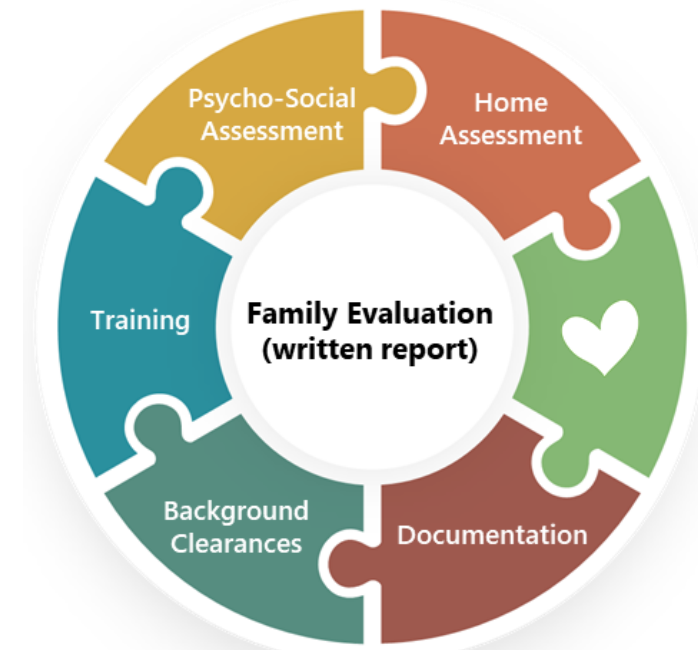 Psycho-Social
Assessment
Home
Assessment
Training
Family Evaluation
(written report)
Background
Clearances
Documentation